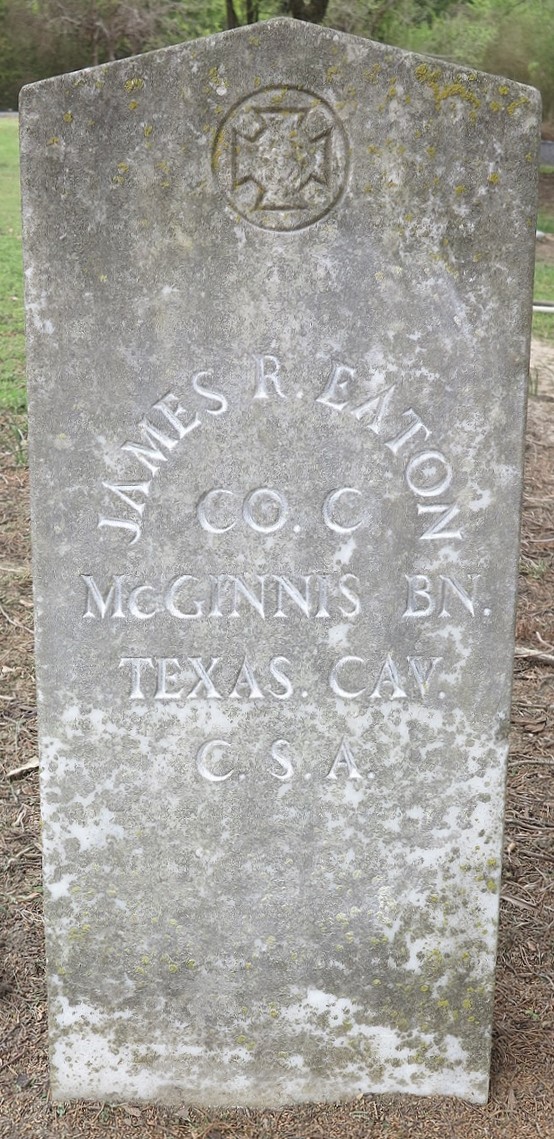 JAMES R. EATON
CO. C
McGINNIS BN.
TEXAS. CAV.
C. S. A.